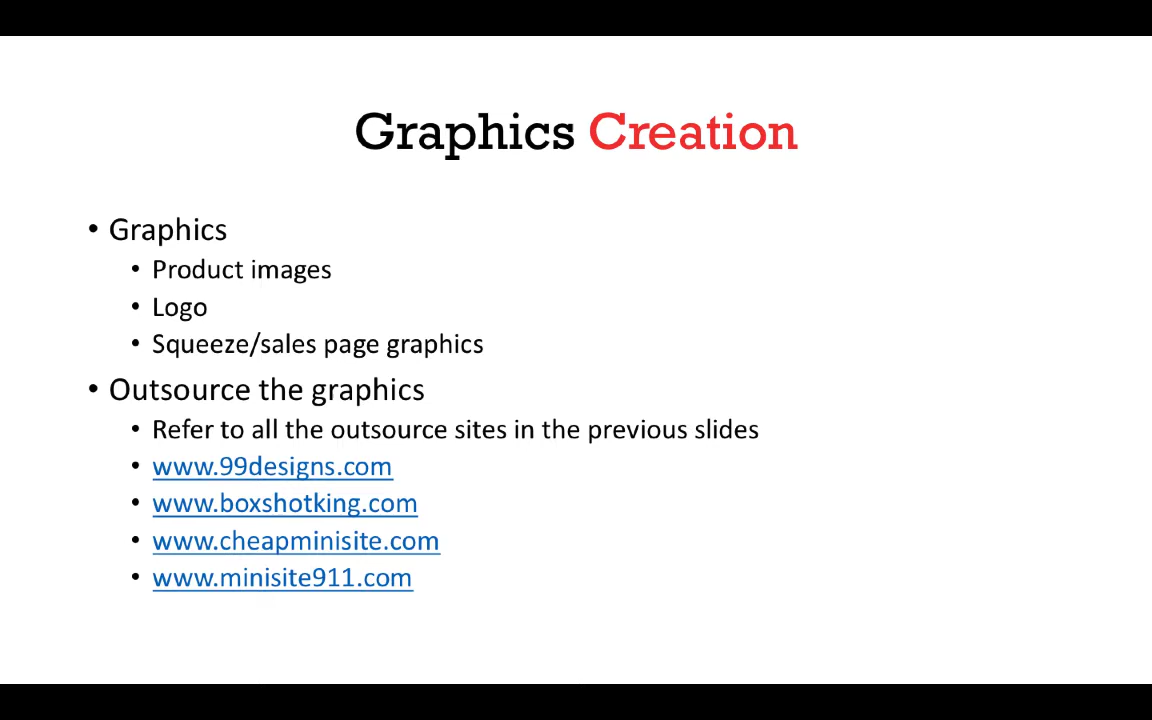 Graphics Creation
• Graphics
• Product images
• Logo
• Squeeze/sales page graphics
• Outsource the graphics
• Refer to all the outsource sites in the previous slides
• www.99designs.com
• www.boxshotking.com
• www.cheapminisite.com
• www.minisite911.com